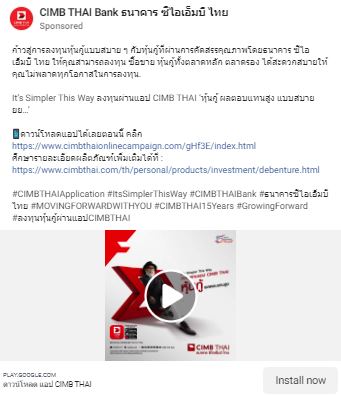 CIMB THAI Bank ธนาคาร ซีไอเอ็มบี ไทย
Sponsored
ก้าวสู่การลงทุนหุ้นกู้แบบสบาย ๆ กับหุ้นกู้ที่ผ่านการคัดสรรคุณภาพโดยธนาคาร ซีไอ
เอ็มบี ไทย ให้คุณสามารถลงทุน ซื้อขาย หุ้นกู้ทั้งตลาดหลัก ตลาดรอง ได้สะดวกสบายให้
คุณไม่พลาดทุกโอกาสในการลงทุน
It's Simpler This Way ลงทุนผ่านแอป CIMB THAI 'หุ้นกู้' ผลตอบแทนสูง แบบสบาย
ยย...'
ดาวน์โหลดแอปได้เลยตอนนี้ คลิค
https://www.cimbthaionlinecampaign.com/gHf3E/index.html
ศึกษารายละเอียดผลิตภัณฑ์เพิ่มเติมได้ที่ :
https://www.cimbthai.com/th/personal/products/investment/debenture.html
#CIMBTHAIApplication #ItsSimplerThisWay #CIMBTHAIBank #ธนาคารซีไอเอ็มบี
ไทย #MOVINGFORWARDWITHYOU #CIMBTHAI15Years #GrowingForward
#ลงทุนหุ้นกู้ผ่านแอปCIMBTHAI
CIMB THAI
หุ้นกู้
CIMB THAI
PLAY.GOOGLE.COM
ดาวน์โหลด แอป CIMB THAI
Install now